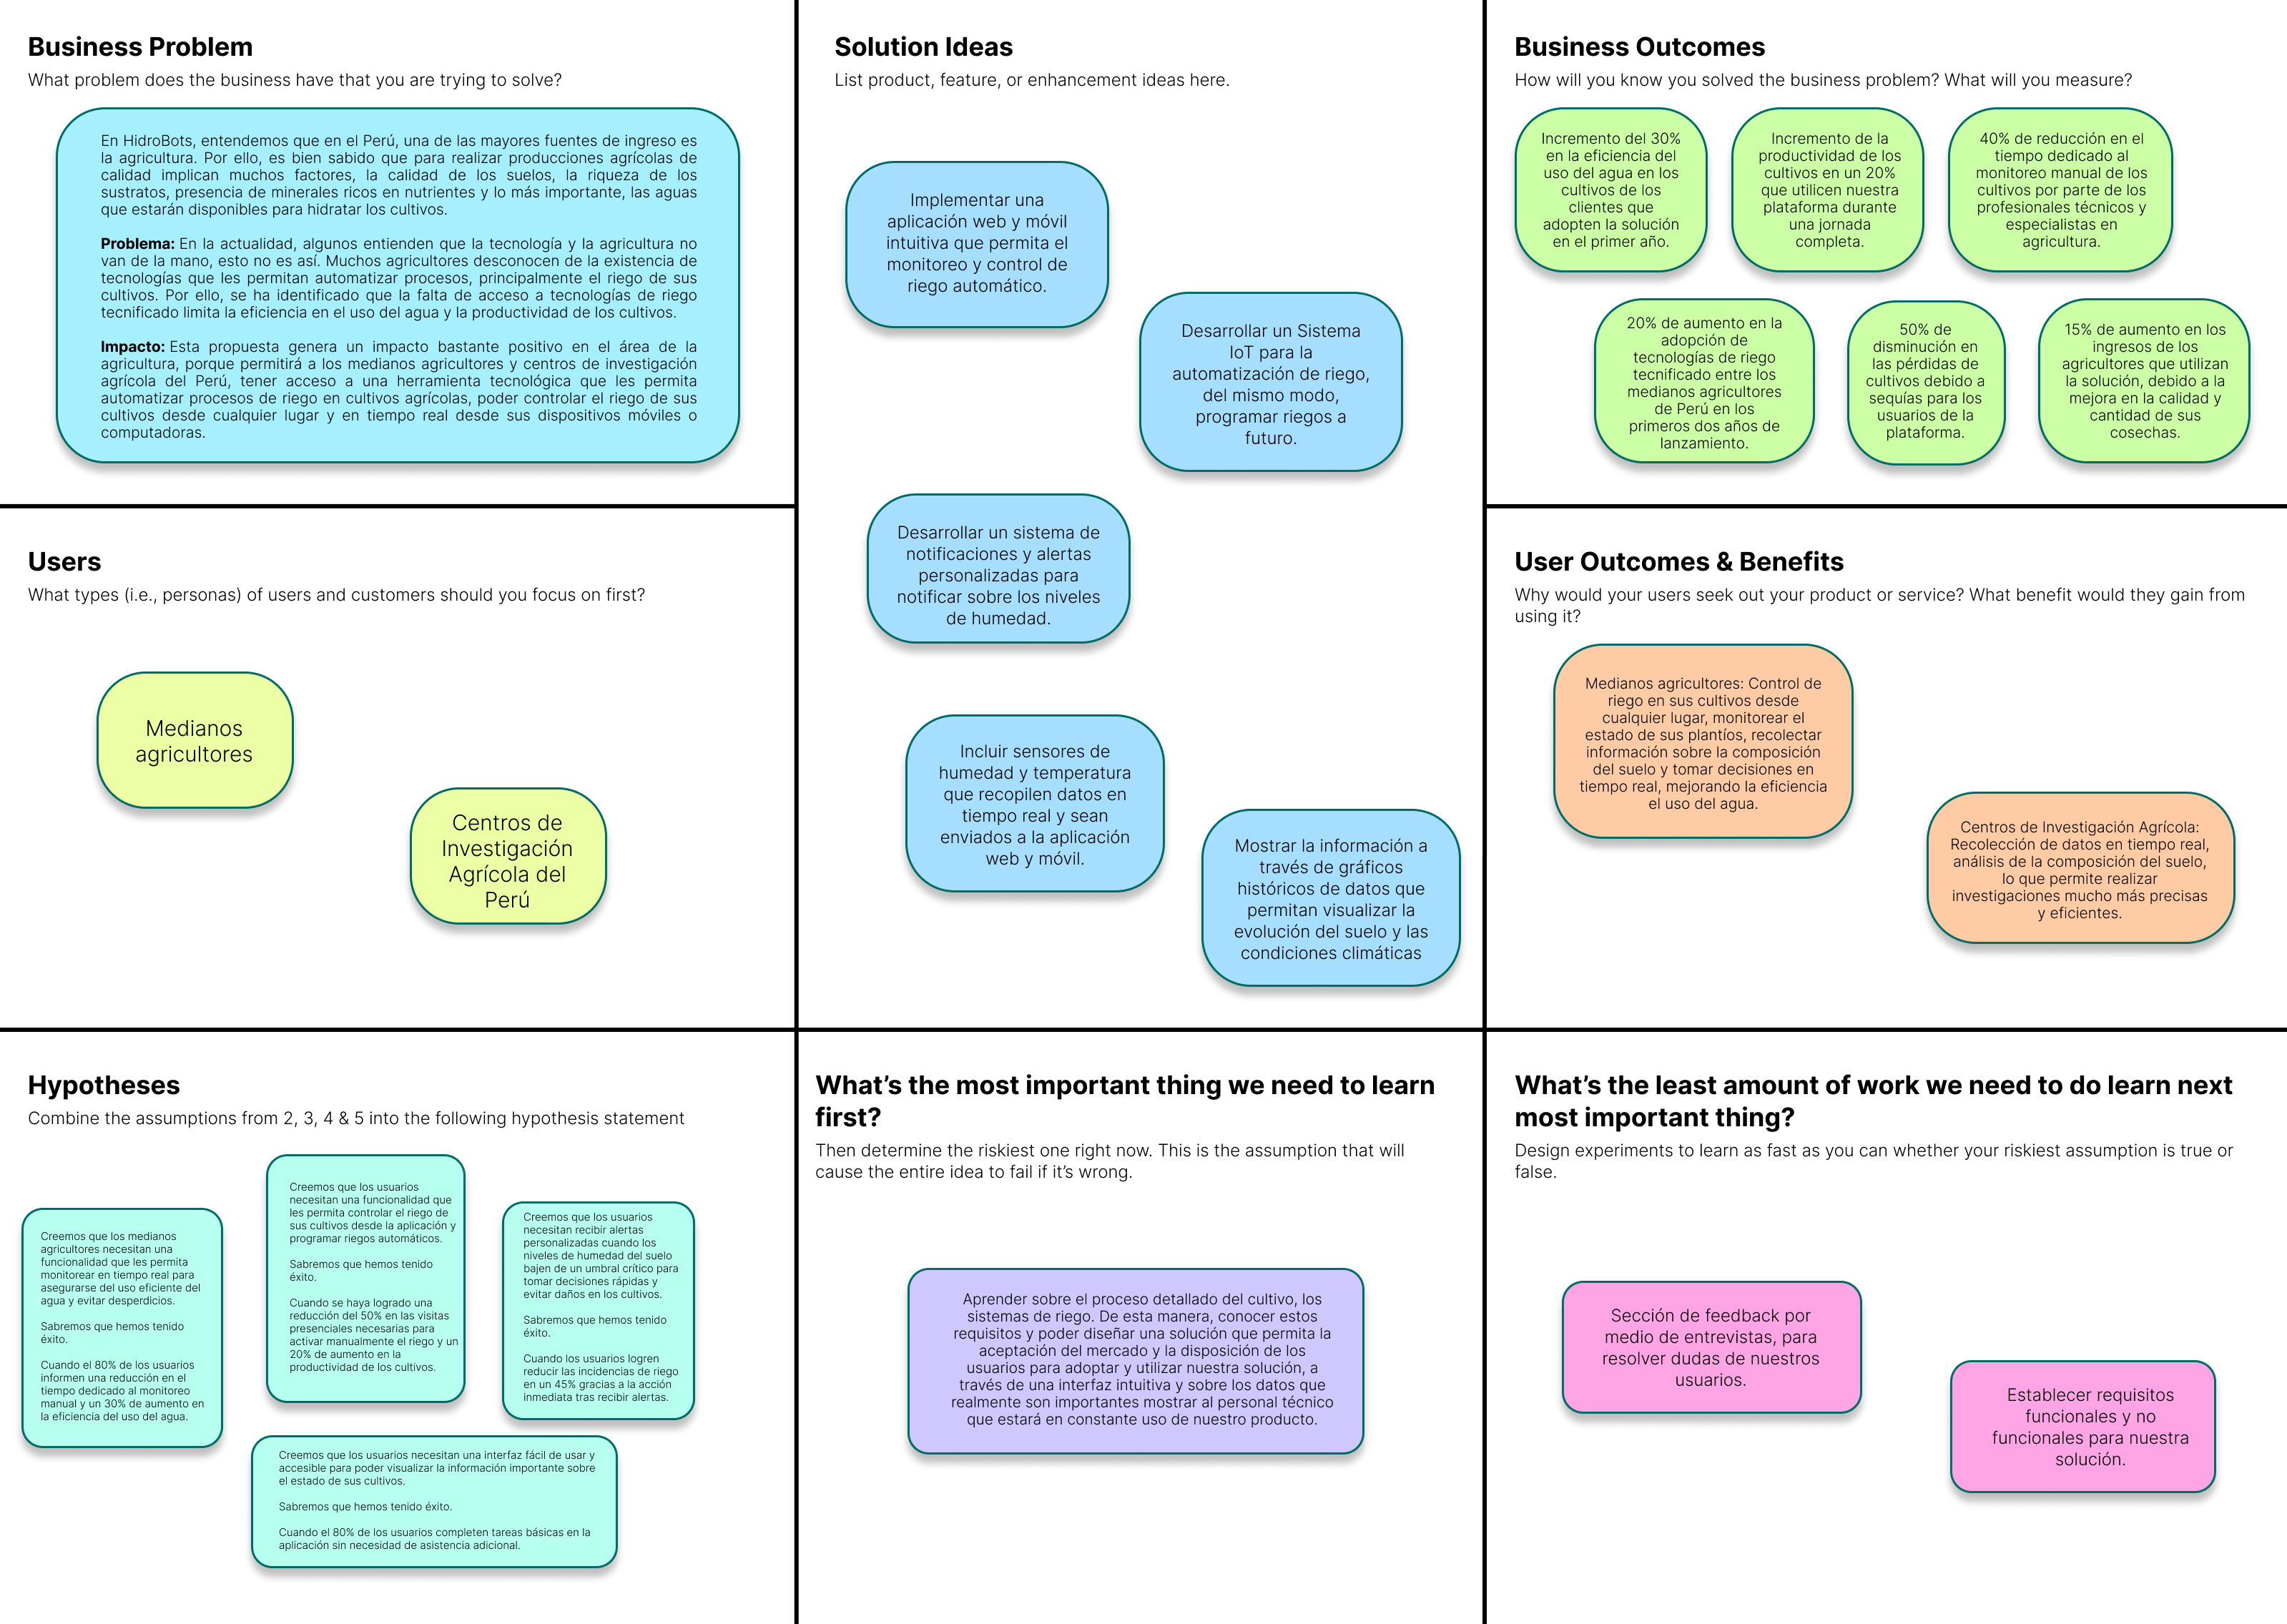 Business Problem
What problem does the business have that you are trying to solve?
En HidroBots, entendemos que en el Perú, una de las mayores fuentes de ingreso es
la agricultura. Por ello, es bien sabido que para realizar producciones agrícolas de
calidad implican muchos factores, la calidad de los suelos, la riqueza de los
sustratos, presencia de minerales ricos en nutrientes y lo más importante, las aguas
que estarán disponibles para hidratar los cultivos.
Problema: En la actualidad, algunos entienden que la tecnología y la agricultura no
van de la mano, esto no es así. Muchos agricultores desconocen de la existencia de
tecnologías que les permitan automatizar procesos, principalmente el riego de sus
cultivos. Por ello, se ha identificado que la falta de acceso a tecnologías de riego
tecnificado limita la eficiencia en el uso del agua y la productividad de los cultivos.
Impacto: Esta propuesta genera un impacto bastante positivo en el área de la
agricultura, porque permitirá a los medianos agricultores y centros de investigación
agrícola del Perú, tener acceso a una herramienta tecnológica que les permita
automatizar procesos de riego en cultivos agrícolas, poder controlar el riego de sus
cultivos desde cualquier lugar y en tiempo real desde sus dispositivos móviles o
computadoras.
Solution Ideas
List product, feature, or enhancement ideas here.
Implementar una
aplicación web y móvil
intuitiva que permita el
monitoreo y control de
riego automático.
Desarrollar un Sistema
IoT para la
automatización de riego,
del mismo modo,
programar riegos a
futuro.
Desarrollar un sistema de
notificaciones y alertas
personalizadas para
notificar sobre los niveles
de humedad.
Incluir sensores de
humedad y temperatura
que recopilen datos en
tiempo real y sean
enviados a la aplicación
web y móvil.
Mostrar la información a
través de gráficos
históricos de datos que
permitan visualizar la
evolución del suelo y las
condiciones climáticas
Business Outcomes
How will you know you solved the business problem? What will you measure?
Incremento del 30%
en la eficiencia del
uso del agua en los
cultivos de los
clientes que
adopten la solución
en el primer año.
Incremento de la
productividad de los
cultivos en un 20%
que utilicen nuestra
plataforma durante
una jornada
completa.
40% de reducción en el
tiempo dedicado al
monitoreo manual de los
cultivos por parte de los
profesionales técnicos y
especialistas en
agricultura.
20% de aumento en la
adopción de
tecnologías de riego
tecnificado entre los
medianos agricultores
de Perú en los
primeros dos años de
lanzamiento.
50% de
disminución en
las pérdidas de
cultivos debido a
sequías para los
usuarios de la
plataforma.
15% de aumento en los
ingresos de los
agricultores que utilizan
la solución, debido a la
mejora en la calidad y
cantidad de sus
cosechas.
Users
What types (i.e., personas) of users and customers should you focus on first?
Medianos
agricultores
Centros de
Investigación
Agrícola del
Perú
User Outcomes & Benefits
Why would your users seek out your product or service? What benefit would they gain from
using it?
Medianos agricultores: Control de
riego en sus cultivos desde
cualquier lugar, monitorear el
estado de sus plantíos, recolectar
información sobre la composición
del suelo y tomar decisiones en
tiempo real, mejorando la eficiencia
el uso del agua.
Centros de Investigación Agrícola:
Recolección de datos en tiempo real,
análisis de la composición del suelo,
lo que permite realizar
investigaciones mucho más precisas
y eficientes.
Hypotheses
Combine the assumptions from 2, 3, 4 & 5 into the following hypothesis statement
Creemos que los medianos
agricultores necesitan una
funcionalidad que les permita
monitorear en tiempo real para
asegurarse del uso eficiente del
agua y evitar desperdicios.
Sabremos que hemos tenido
éxito.
Cuando el 80% de los usuarios
informen una reducción en el
tiempo dedicado al monitoreo
manual y un 30% de aumento en
la eficiencia del uso del agua.
Creemos que los usuarios
necesitan una funcionalidad que
les permita controlar el riego de
sus cultivos desde la aplicación y
programar riegos automáticos.
Sabremos que hemos tenido
éxito.
Cuando se haya logrado una
reducción del 50% en las visitas
presenciales necesarias para
activar manualmente el riego y un
20% de aumento en la
productividad de los cultivos.
Creemos que los usuarios
necesitan recibir alertas
personalizadas cuando los
niveles de humedad del suelo
bajen de un umbral crítico para
tomar decisiones rápidas y
evitar daños en los cultivos.
Sabremos que hemos tenido
éxito.
Cuando los usuarios logren
reducir las incidencias de riego
en un 45% gracias a la acción
inmediata tras recibir alertas.
Creemos que los usuarios necesitan una interfaz fácil de usar y
accesible para poder visualizar la información importante sobre
el estado de sus cultivos.
Sabremos que hemos tenido éxito.
Cuando el 80% de los usuarios completen tareas básicas en la
aplicación sin necesidad de asistencia adicional.
What's the most important thing we need to learn
first?
Then determine the riskiest one right now. This is the assumption that will
cause the entire idea to fail if it's wrong.
Aprender sobre el proceso detallado del cultivo, los
sistemas de riego. De esta manera, conocer estos
requisitos y poder diseñar una solución que permita la
aceptación del mercado y la disposición de los
usuarios para adoptar y utilizar nuestra solución, a
través de una interfaz intuitiva y sobre los datos que
realmente son importantes mostrar al personal técnico
que estará en constante uso de nuestro producto.
What's the least amount of work we need to do learn next
most important thing?
Design experiments to learn as fast as you can whether your riskiest assumption is true or
false.
Sección de feedback por
medio de entrevistas, para
resolver dudas de nuestros
usuarios.
Establecer requisitos
funcionales y no
funcionales para nuestra
solución.